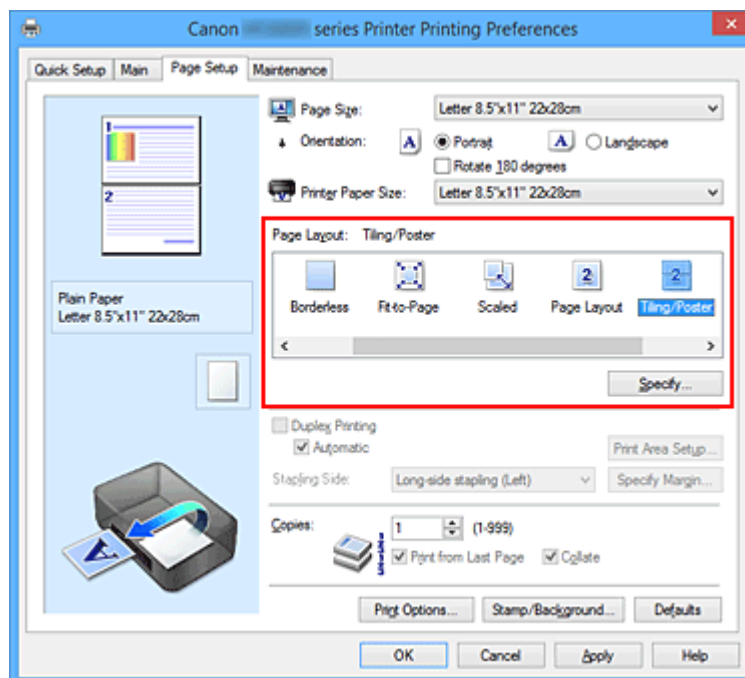 Canon series Printer Printing Preferences
Quick Setup Main Page Setup Maintenance
1
2
Plain Paper
Letter 8.5"x11" 22x28cm
Page Size: Letter 8.5"x11" 22x28cm
Orientation: A Portrait A Landscape
Rotate 180 degrees
Printer Paper Size: Letter 8.5"x11" 22x28cm
Page Layout: Tiling/Poster
2 2
Borderless Fit-to-Page Scaled Page Layout Tiling/Poster
Specify...
Duplex Printing
Automatic Print Area Setup...
Stapling Side: Long-side stapling (Left) Specify Margin...
Copies: 1 (1-999)
Print from Last Page Collate
A
Print Options... Stamp/Background... Defaults
OK Cancel Apply Help